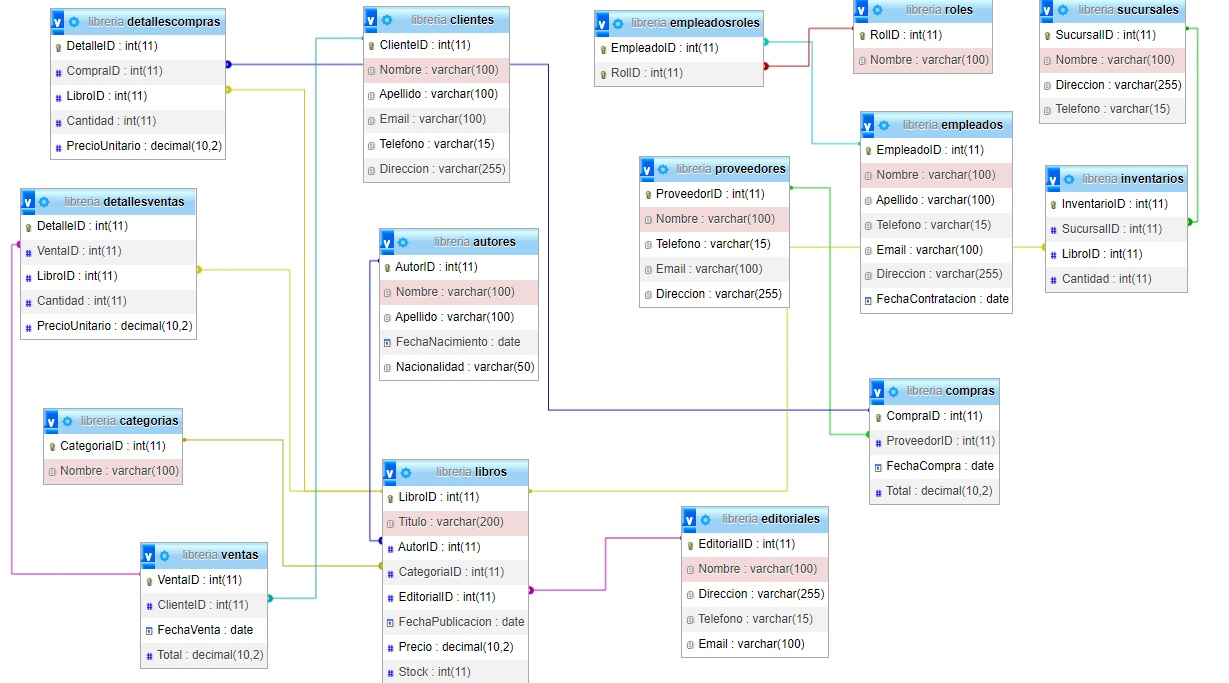 libreria detallescompras
DetalleID : int(11)
CompraID : int(11)
LibroID : int(11)
Cantidad : int(11)
PrecioUnitario : decimal(10,2)
libreria clientes
ClienteID : int(11)
Nombre : varchar(100)
Apellido : varchar(100)
Email : varchar(100)
Telefono : varchar(15)
Direccion : varchar(255)
libreria empleadosroles
EmpleadoID : int(11)
RolID : int(11)
libreria roles
RolID : int(11)
Nombre : varchar(100)
libreria sucursales
SucursalID : int(11)
Nombre : varchar(100)
Direccion : varchar(255)
Telefono : varchar(15)
libreria empleados
EmpleadoID : int(11)
Nombre : varchar(100)
Apellido : varchar(100)
Telefono : varchar(15)
Email : varchar(100)
Direccion : varchar(255)
FechaContratacion : date
libreria proveedores
ProveedorID : int(11)
Nombre : varchar(100)
Telefono : varchar(15)
Email : varchar(100)
Direccion : varchar(255)
libreria inventarios
InventarioID : int(11)
SucursalID : int(11)
LibroID : int(11)
Cantidad : int(11)
libreria detallesventas
DetalleID : int(11)
VentaID : int(11)
LibroID : int(11)
Cantidad : int(11)
PrecioUnitario : decimal(10,2)
libreria autores
AutorID : int(11)
Nombre : varchar(100)
Apellido : varchar(100)
FechaNacimiento : date
Nacionalidad : varchar(50)
libreria compras
CompraID : int(11)
ProveedorID : int(11)
FechaCompra : date
Total : decimal(10,2)
libreria categorias
CategoriaID : int(11)
Nombre : varchar(100)
libreria libros
LibroID : int(11)
Titulo : varchar(200)
AutorID : int(11)
CategoriaID : int(11)
EditorialID : int(11)
FechaPublicacion : date
Precio : decimal(10,2)
Stock : int(11)
libreria editoriales
EditorialID : int(11)
Nombre : varchar(100)
Direccion : varchar(255)
Telefono : varchar(15)
Email : varchar(100)
libreria ventas
VentaID : int(11)
ClienteID : int(11)
FechaVenta : date
Total : decimal(10,2)